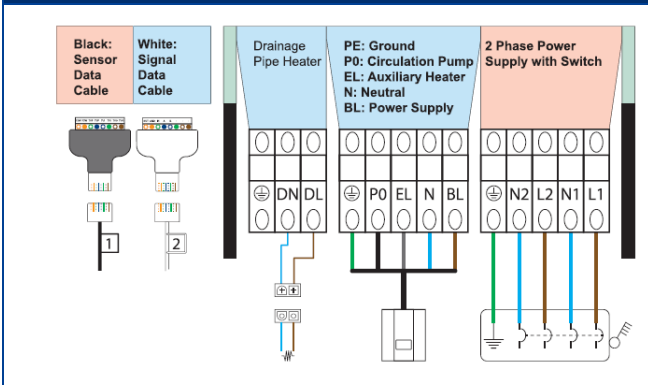 Black:
Sensor
Data
Cable
White:
Signal
Data
Cable
Drainage
Pipe Heater
PE: Ground
P0: Circulation Pump
EL: Auxiliary Heater
N: Neutral
BL: Power Supply
2 Phase Power
Supply with Switch
DN DL
P0 EL N BL
N2 L2 N1 L1
1
2